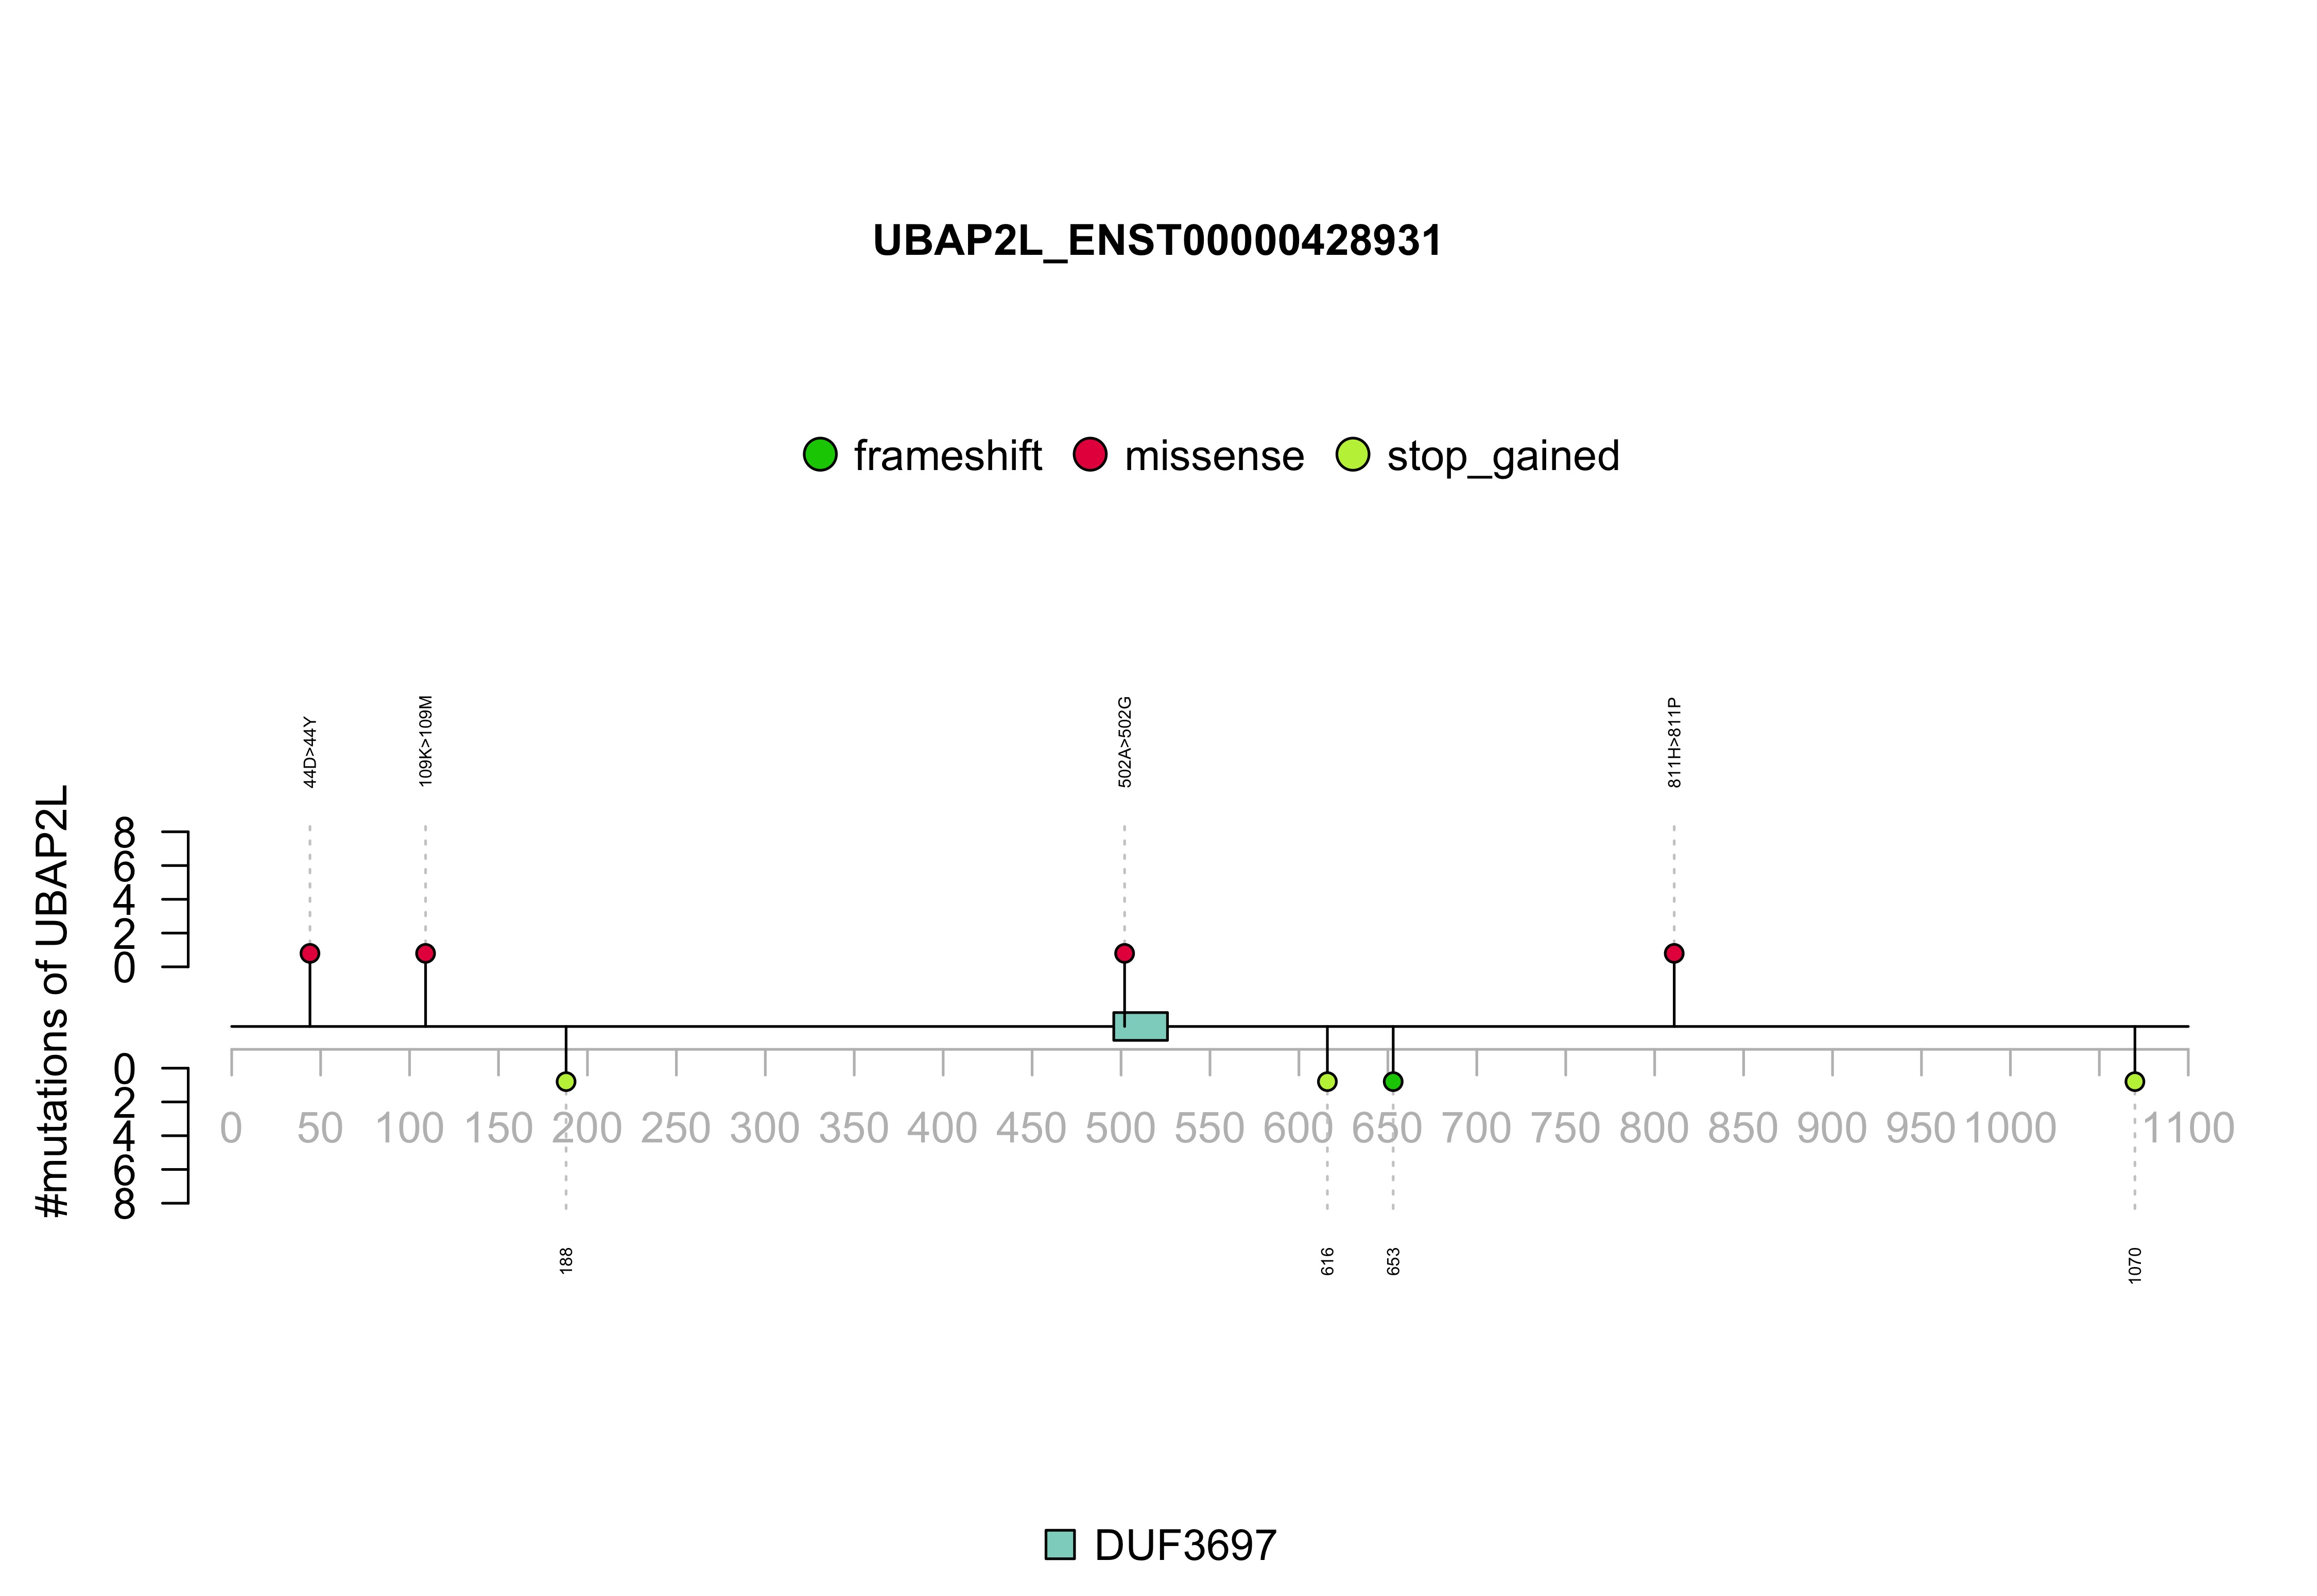 UBAP2L_ENST00000428931
frameshift missense stop_gained
44D>44Y
109K>109M
502A>502G
811H>811P
#mutations of UBAP2L
8
6
4
2
0
0
2
4
6
8
0 50 100 150 200 250 300 350 400 450 500 550 600 650 700 750 800 850 900 950 1000 1100
188
616
653
1070
DUF3697